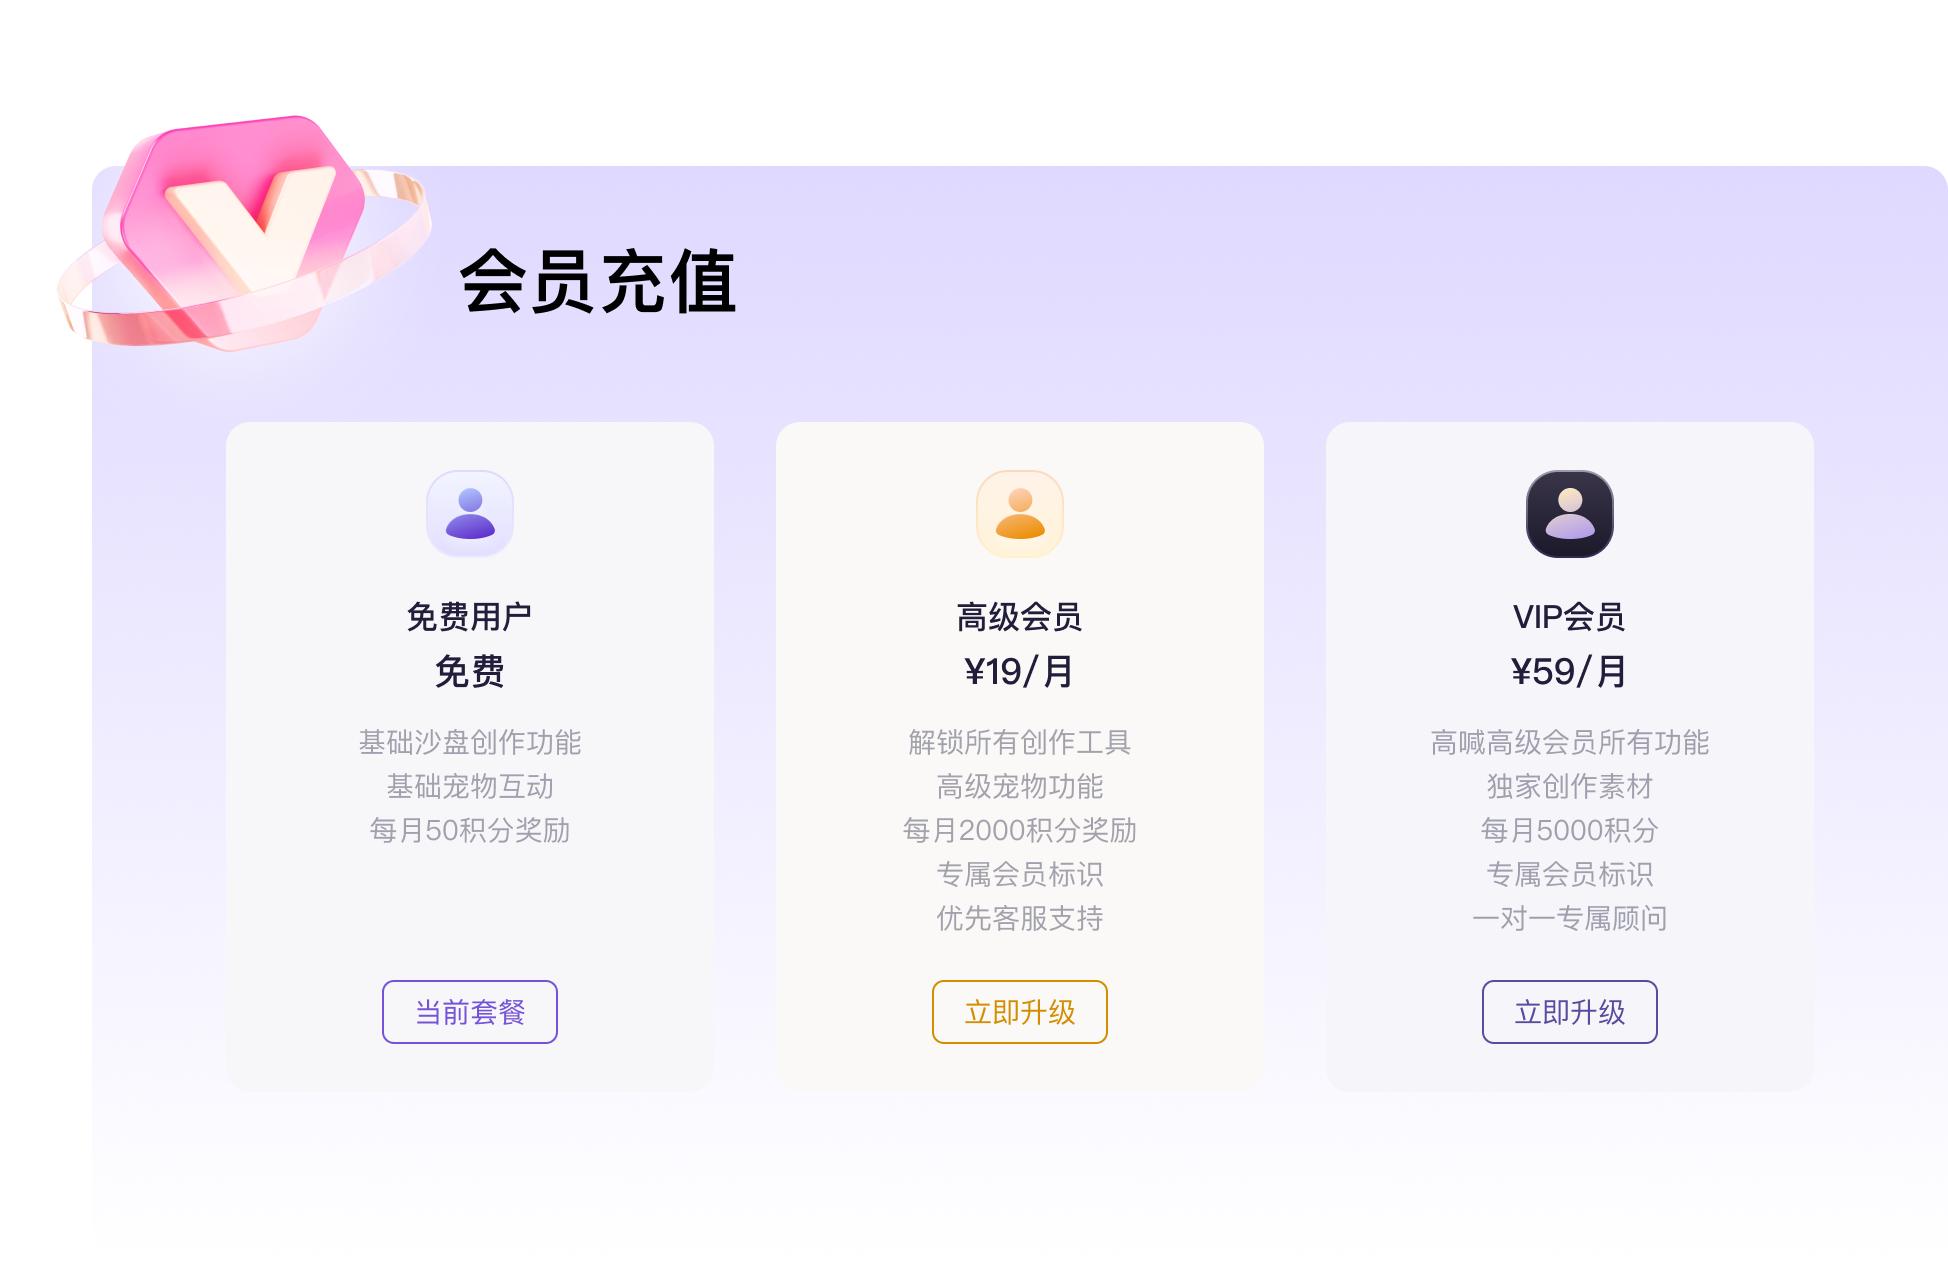 V
会员充值
免费用户
免费
基础沙盘创作功能
基础宠物互动
每月50积分奖励
当前套餐
高级会员
¥19/月
解锁所有创作工具
高级宠物功能
每月2000积分奖励
专属会员标识
优先客服支持
立即升级
VIP会员
¥59/月
高喊高级会员所有功能
独家创作素材
每月5000积分
专属会员标识
一对一专属顾问
立即升级